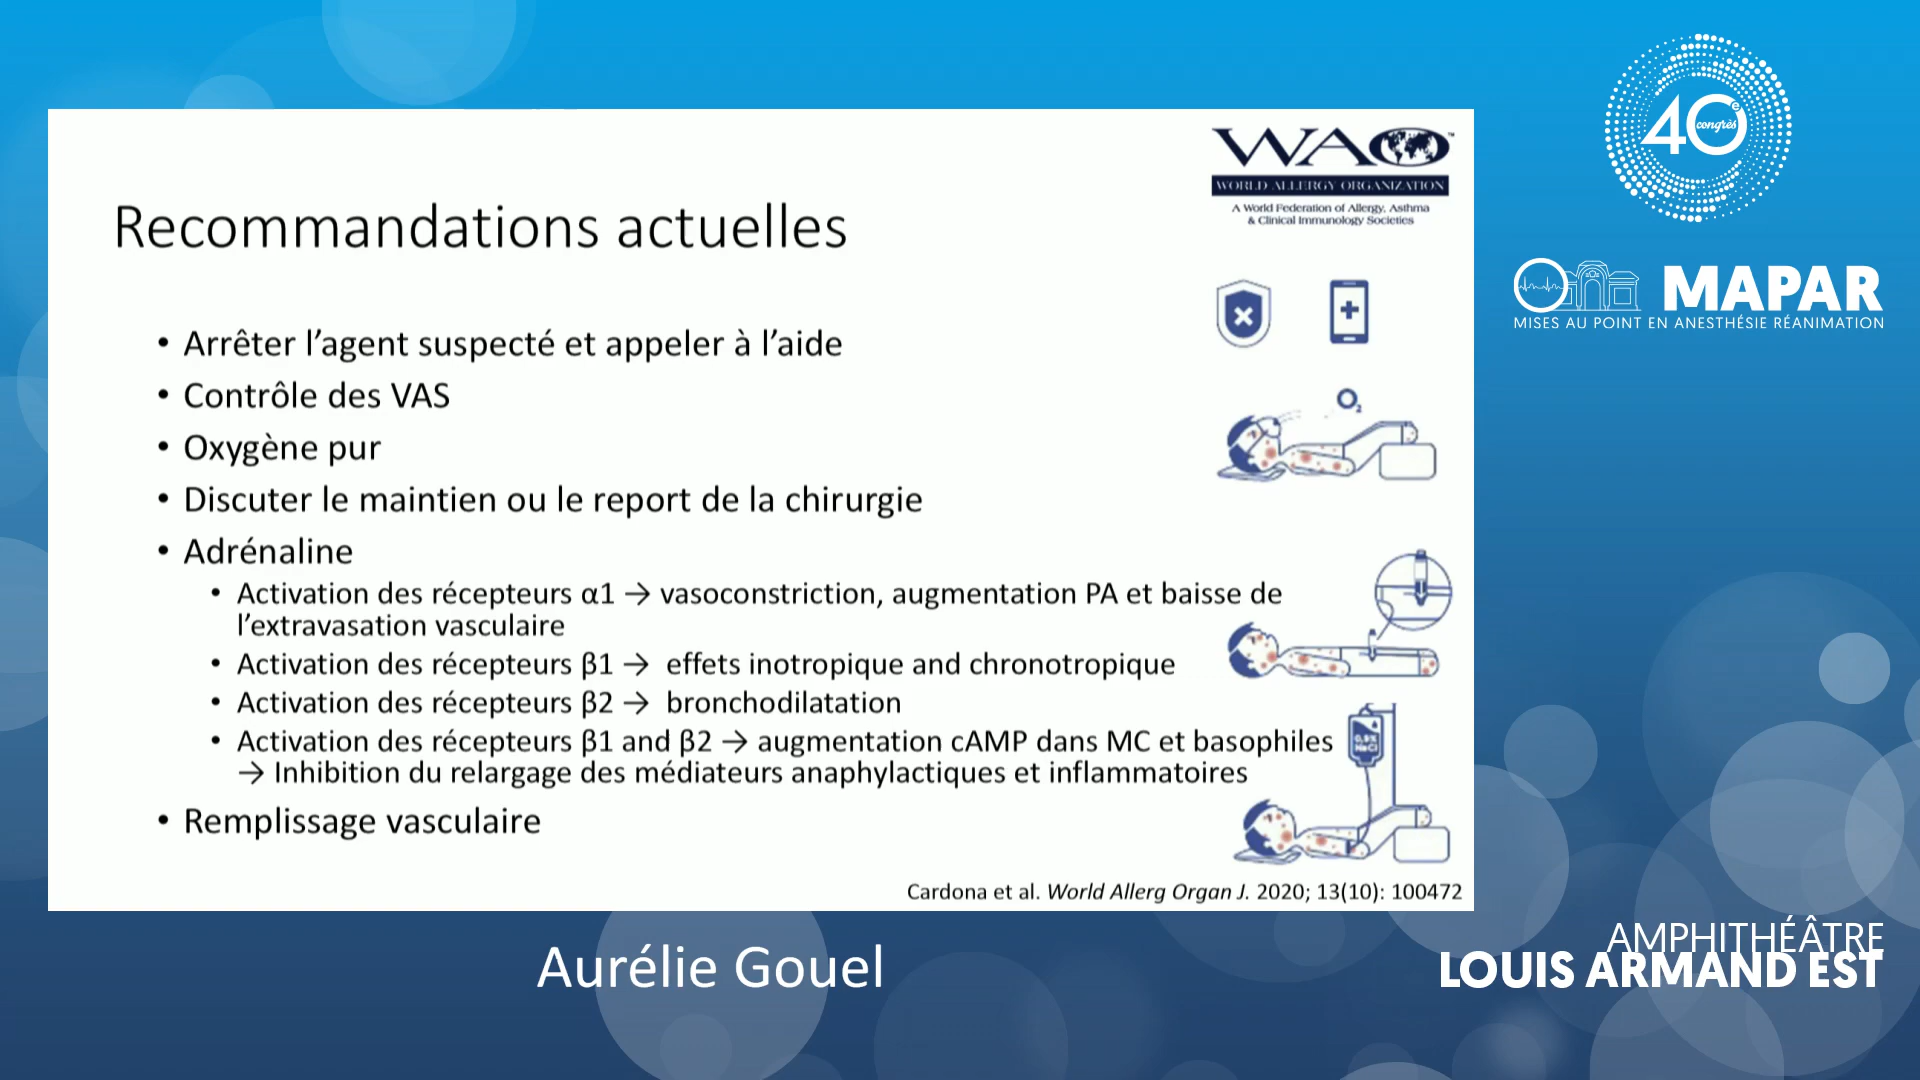 WAO
WORLD ALLERGY ORGANIZATION
A World Federation of Allergy, Asthma
& Clinical Immunology Societies
Recommandations actuelles
• Arrêter l’agent suspecté et appeler à l’aide
• Contrôle des VAS
• Oxygène pur
• Discuter le maintien ou le report de la chirurgie
• Adrénaline
• Activation des récepteurs α1 → vasoconstriction, augmentation PA et baisse de
l’extravasation vasculaire
• Activation des récepteurs β1 → effets inotropique and chronotropique
• Activation des récepteurs β2 → bronchodilatation
• Activation des récepteurs β1 and β2 → augmentation cAMP dans MC et basophiles
→ Inhibition du relargage des médiateurs anaphylactiques et inflammatoires
• Remplissage vasculaire
O2
0,9%
NaCl
Cardona et al. World Allerg Organ J. 2020; 13(10): 100472
40e
congrès
MAPAR
MISES AU POINT EN ANESTHÉSIE RÉANIMATION
Aurélie Gouel
AMPHITHÉÂTRE
LOUIS ARMAND EST